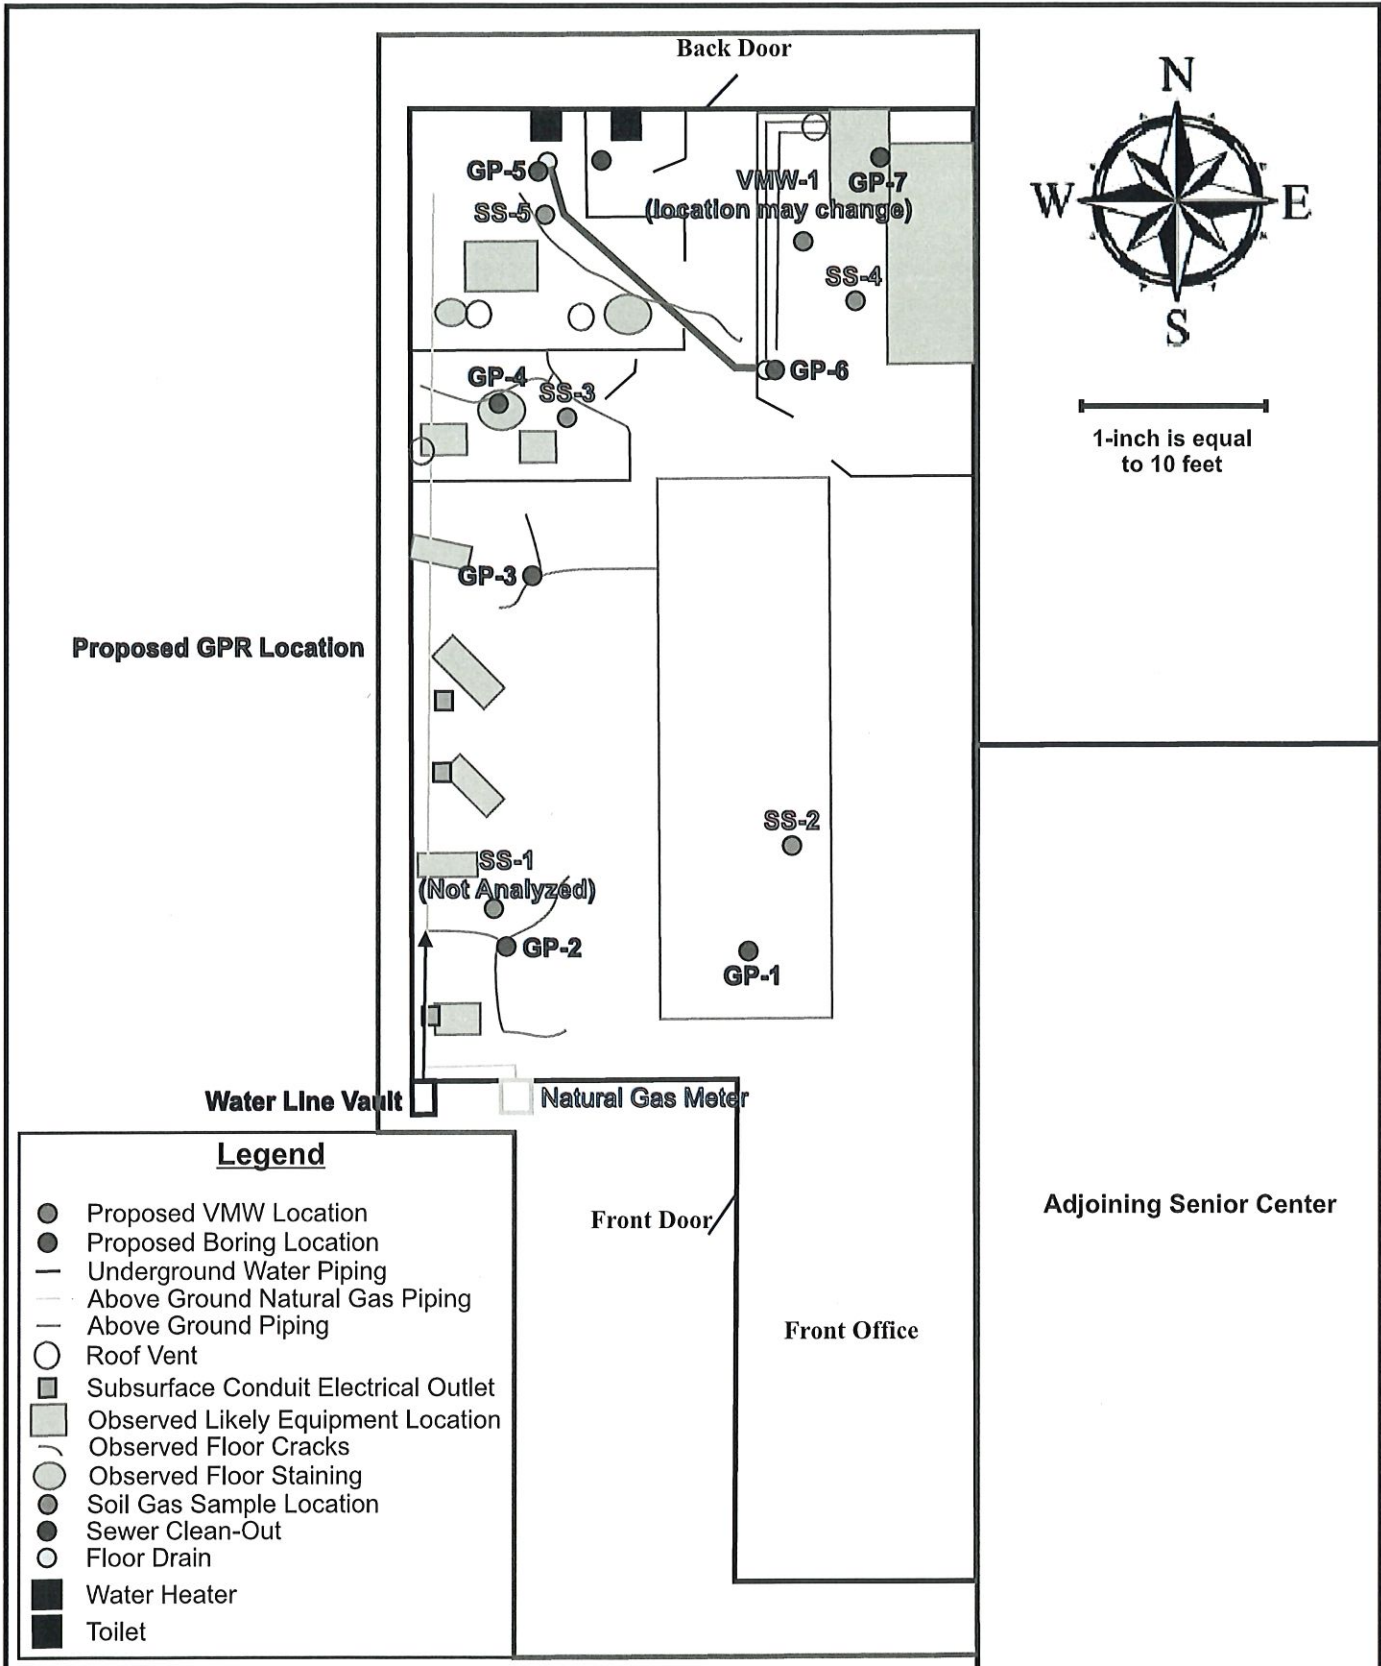 Back Door
N
W
E
S
GP-5
VMW-1
(location may change)
GP-7
SS-5
SS-4
GP-6
GP-4
SS-3
1-inch is equal
to 10 feet
GP-3
Proposed GPR Location
SS-2
SS-1
(Not Analyzed)
GP-2
GP-1
Water Line Vault
Natural Gas Meter
Legend
Proposed VMW Location
Proposed Boring Location
Underground Water Piping
Above Ground Natural Gas Piping
Above Ground Piping
Roof Vent
Subsurface Conduit Electrical Outlet
Observed Likely Equipment Location
Observed Floor Cracks
Observed Floor Staining
Soil Gas Sample Location
Sewer Clean-Out
Floor Drain
Water Heater
Toilet
Front Door
Adjoining Senior Center
Front Office